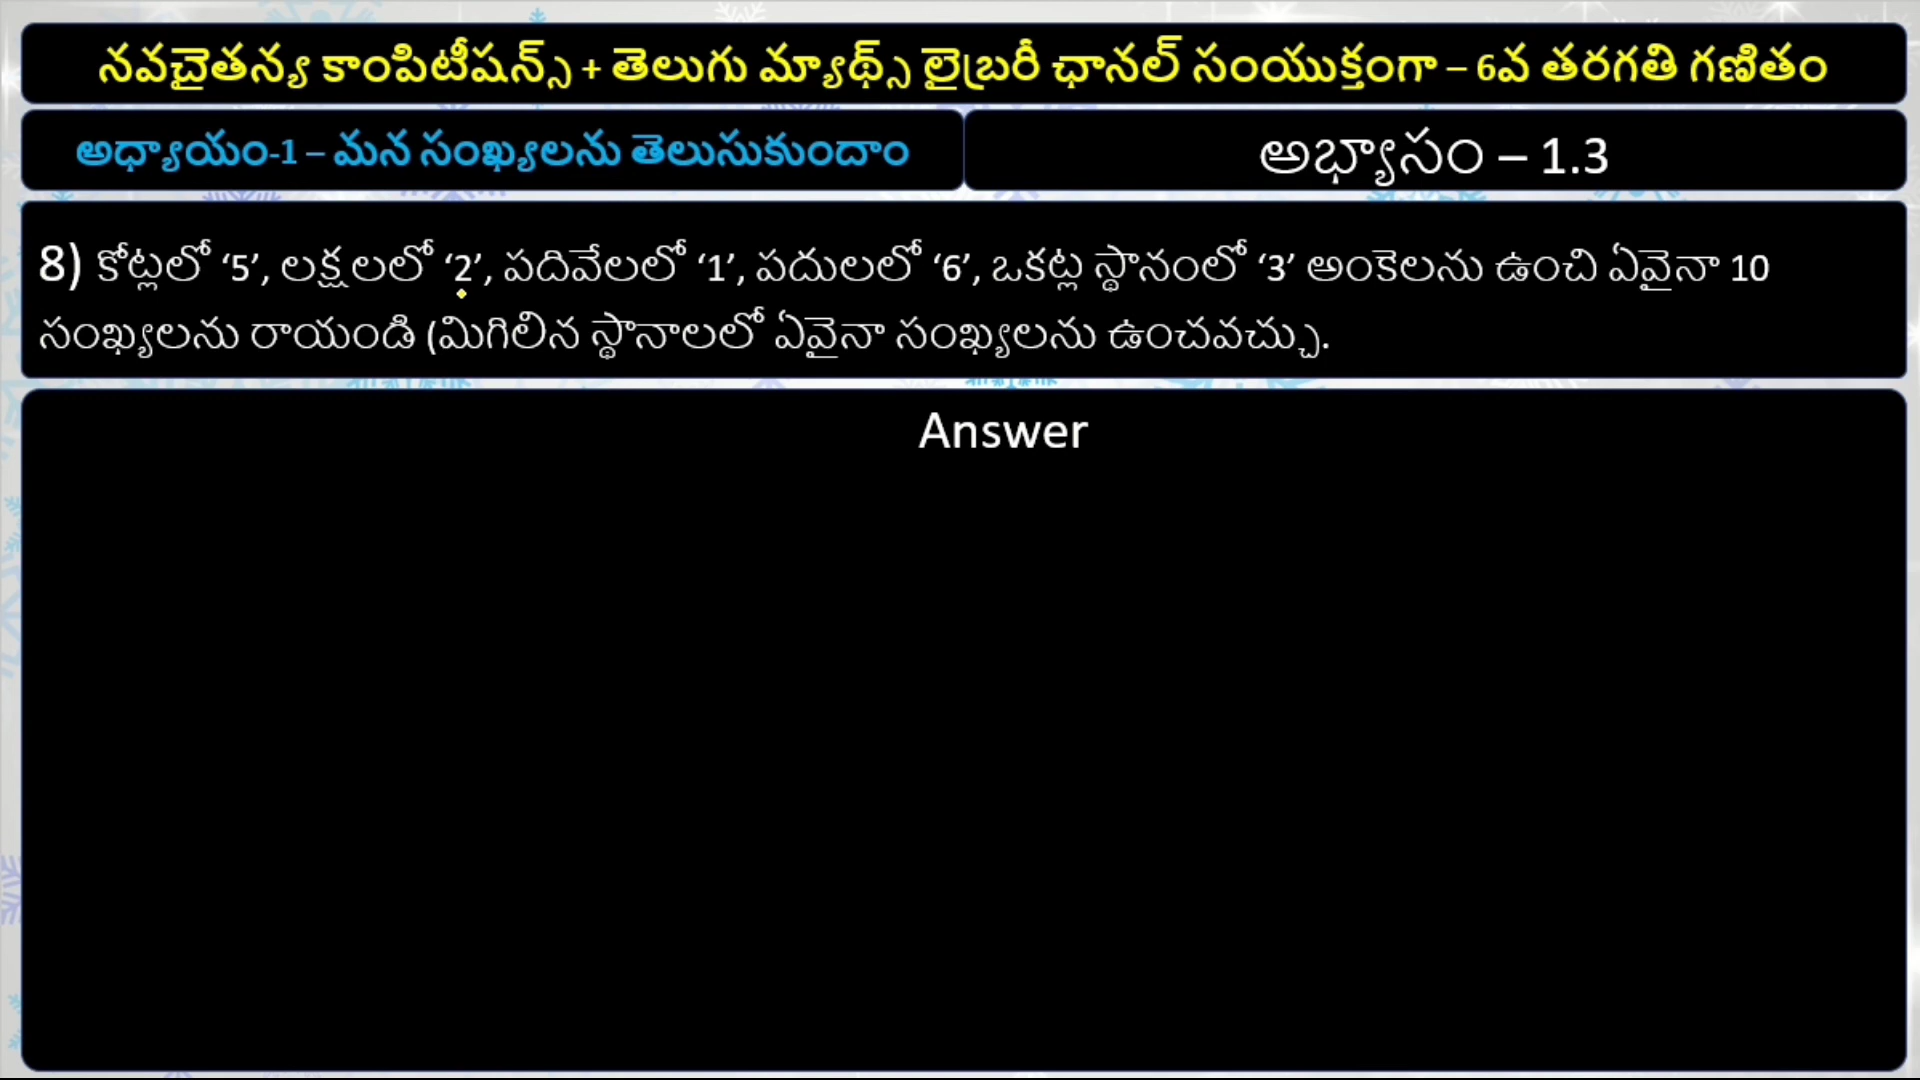 నవచైతన్య కాంపిటీషన్స్ + తెలుగు మ్యాథ్స్ లైబ్రరీ ఛానల్ సంయుక్తంగా – 6వ తరగతి గణితం
అధ్యాయం-1 – మన సంఖ్యలను తెలుసుకుందాం
అభ్యాసం – 1.3
8) కోట్లలో ‘5’, లక్షలలో ‘2’, పదివేలలో ‘1’, పదులలో ‘6’, ఒకట్ల స్థానంలో ‘3’ అంకెలను ఉంచి ఏవైనా 10
సంఖ్యలను రాయండి (మిగిలిన స్థానాలలో ఏవైనా సంఖ్యలను ఉంచవచ్చు.
Answer